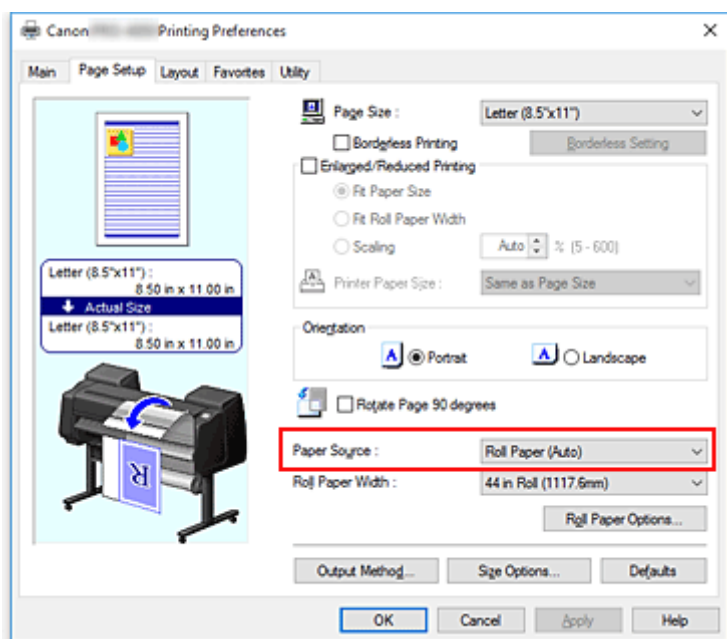 Canon Printing Preferences
Main Page Setup Layout Favorites Utility
Page Size : Letter (8.5"x11")
Borderless Printing Borderless Setting
Enlarged/Reduced Printing
Fit Paper Size
Fit Roll Paper Width
Scaling Auto % (5 - 600)
Printer Paper Size : Same as Page Size
Letter (8.5"x11") :
8.50 in x 11.00 in
Actual Size
Letter (8.5"x11") :
8.50 in x 11.00 in
Orientation
A Portrait A Landscape
Rotate Page 90 degrees
R
Paper Source : Roll Paper (Auto)
Roll Paper Width : 44 in Roll (1117.6mm)
Roll Paper Options...
Output Method... Size Options... Defaults
OK Cancel Apply Help